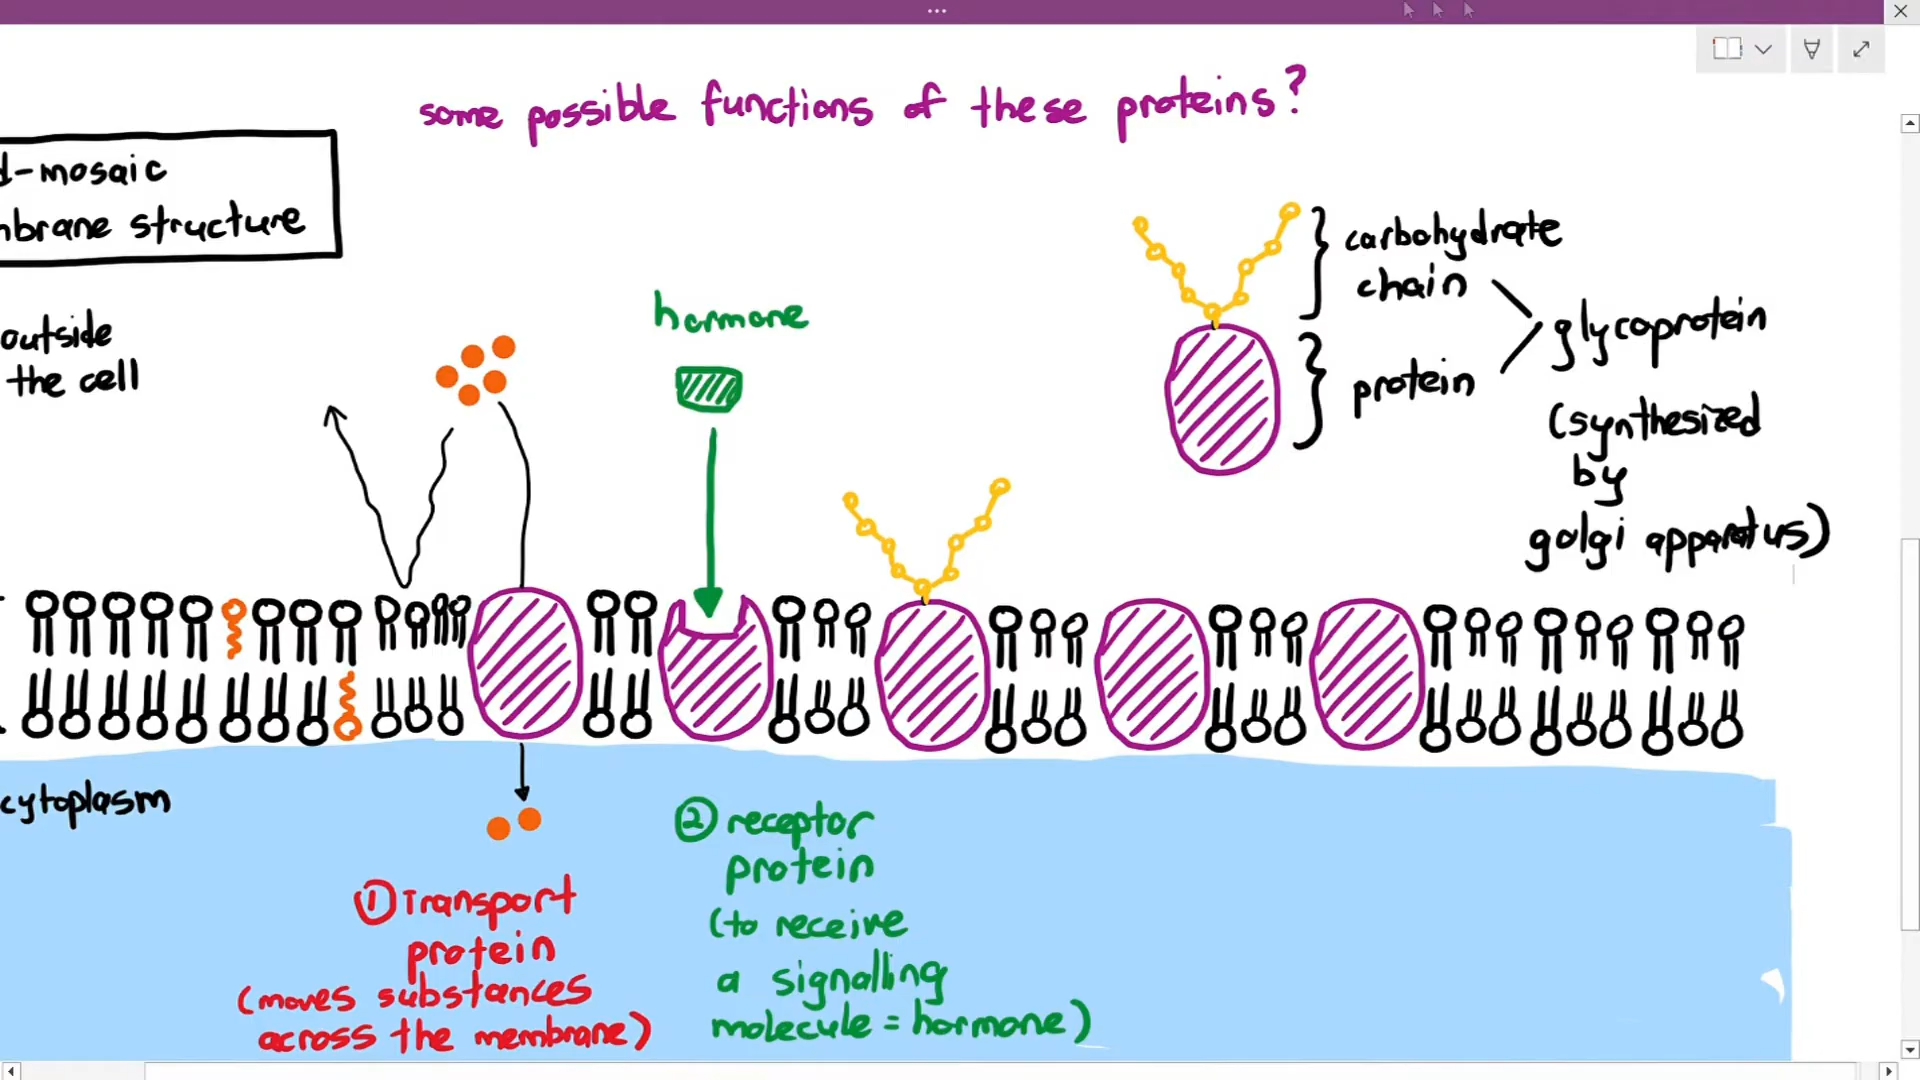 some possible functions of these proteins?
d-mosaic
mbrane structure
outside
the cell
hormone
carbohydrate
chain
protein
glycoprotein
(synthesized
by
golgi apparatus)
cytoplasm
① Transport
protein
(moves substances
across the membrane)
② receptor
protein
(to receive
a signalling
molecule = hormone)